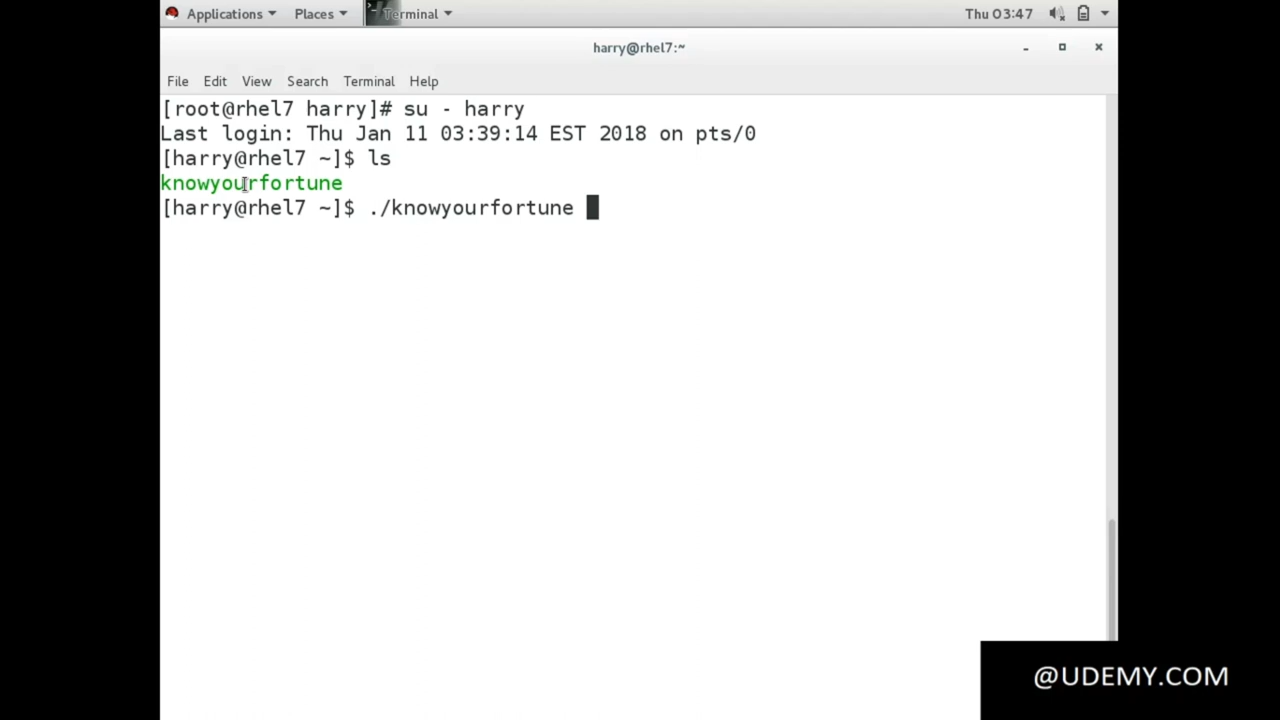 Applications Places Terminal Thu 03:47
harry@rhel7:~
File Edit View Search Terminal Help
[root@rhel7 harry]# su - harry
Last login: Thu Jan 11 03:39:14 EST 2018 on pts/0
[harry@rhel7 ~]$ ls
knowyourfortune
[harry@rhel7 ~]$ ./knowyourfortune
@UDEMY.COM